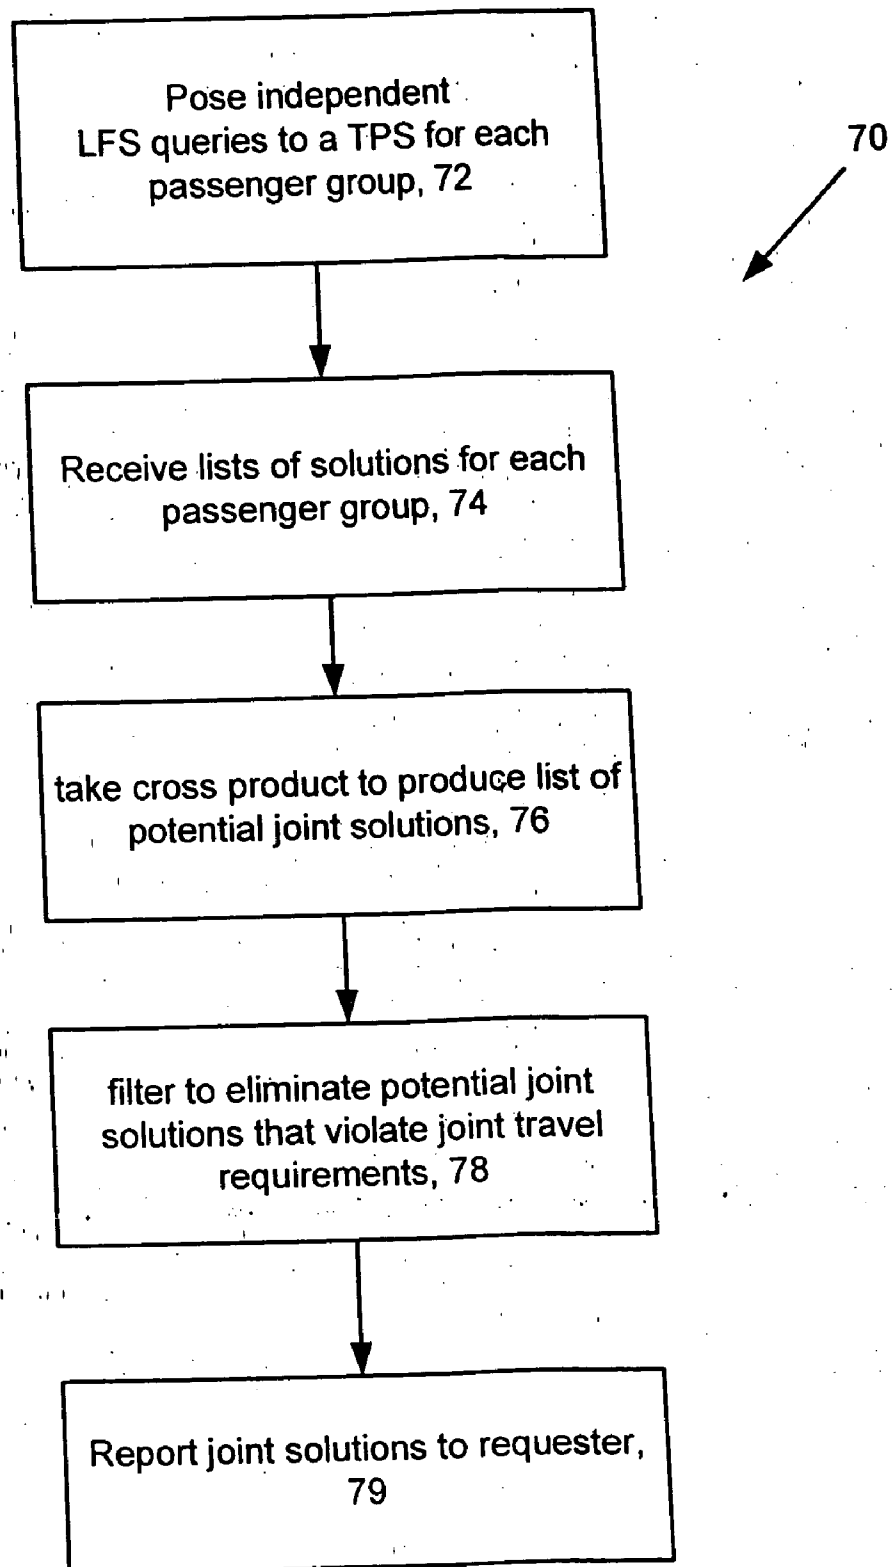 Pose independent
LFS queries to a TPS for each
passenger group, 72
70
Receive lists of solutions for each
passenger group, 74
take cross product to produce list of
potential joint solutions, 76
filter to eliminate potential joint
solutions that violate joint travel
requirements, 78
Report joint solutions to requester,
79